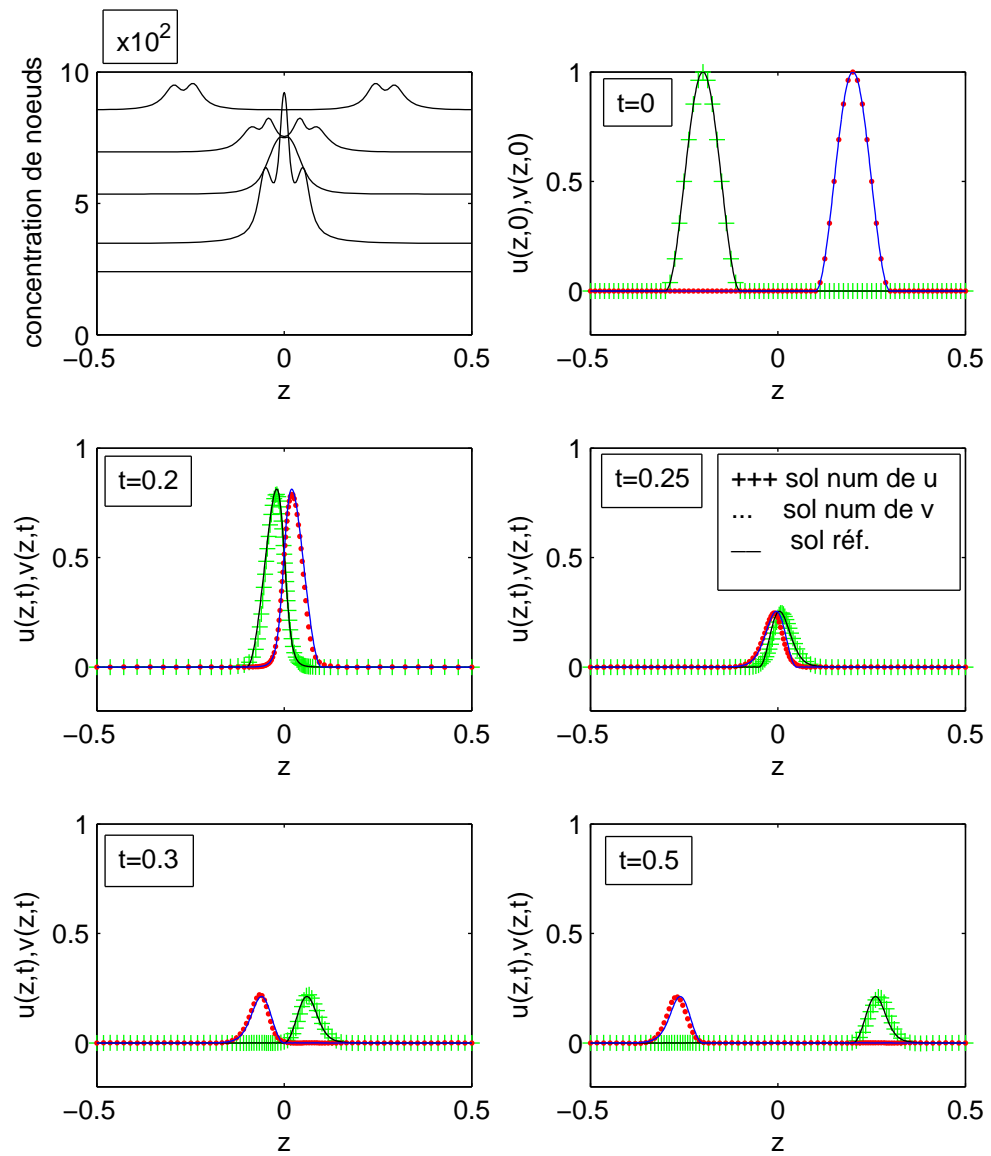 x10²
concentration de noeuds
10
5
0
−0.5 0 0.5
z
t=0
u(z,0),v(z,0)
1
0.5
0
−0.5 0 0.5
z
t=0.2
u(z,t),v(z,t)
1
0.5
0
−0.5 0 0.5
z
t=0.25
+++ sol num de u
... sol num de v
__ sol réf.
u(z,t),v(z,t)
1
0.5
0
−0.5 0 0.5
z
t=0.3
u(z,t),v(z,t)
1
0.5
0
−0.5 0 0.5
z
t=0.5
u(z,t),v(z,t)
1
0.5
0
−0.5 0 0.5
z